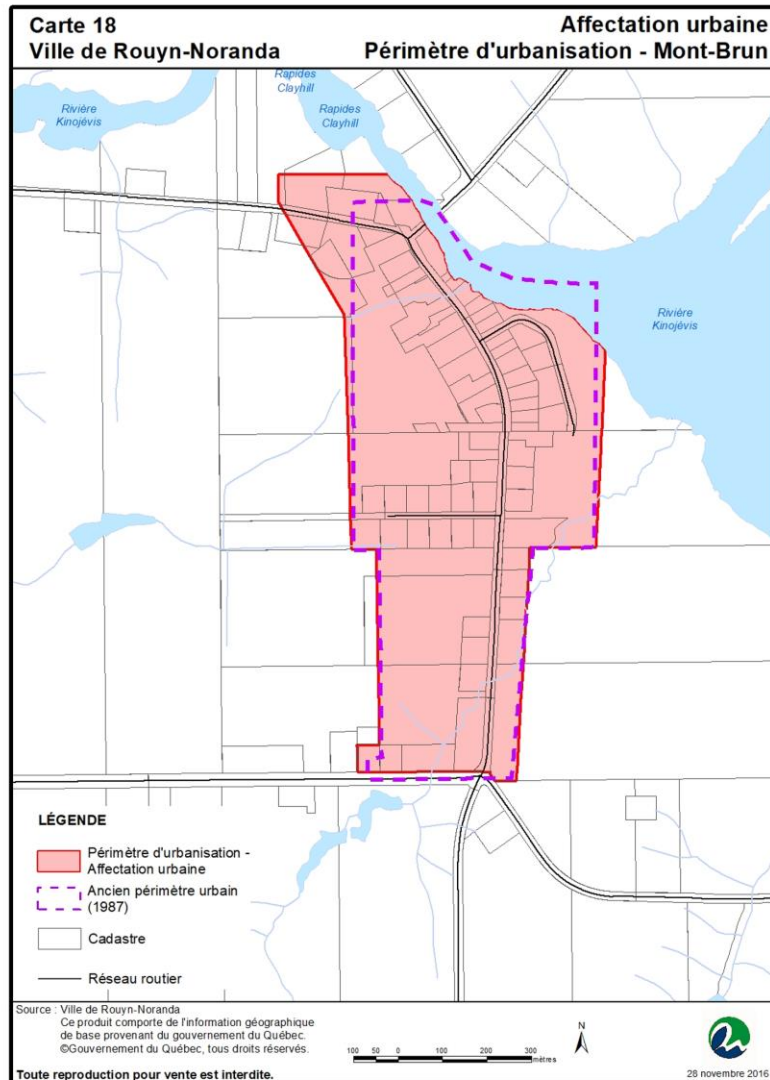 Carte 18
Ville de Rouyn-Noranda
Affectation urbaine
Périmètre d'urbanisation - Mont-Brun
Rapides
Clayhill
Rivière
Kinojévis
Rapides
Clayhill
Rivière
Kinojévis
LÉGENDE
Périmètre d'urbanisation -
Affectation urbaine
Ancien périmètre urbain
(1987)
Cadastre
Réseau routier
Source : Ville de Rouyn-Noranda
Ce produit comporte de l'information géographique
de base provenant du gouvernement du Québec.
©Gouvernement du Québec, tous droits réservés.
Toute reproduction pour vente est interdite.
100 50 0 100 200 300
mètres
N
28 novembre 2016